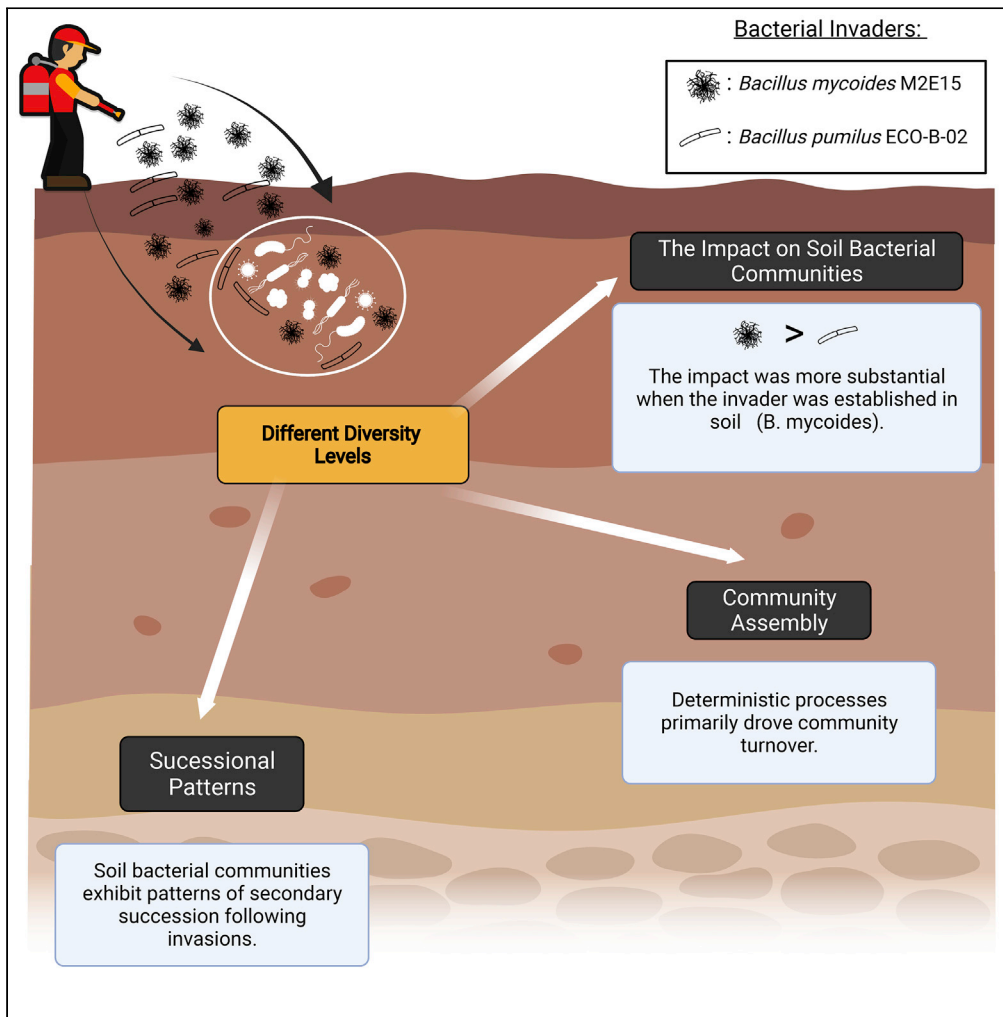 Bacterial Invaders:
: Bacillus mycoides M2E15
: Bacillus pumilus ECO-B-02
The Impact on Soil Bacterial
Communities
>
The impact was more substantial
when the invader was established in
soil (B. mycoides).
Different Diversity
Levels
Community
Assembly
Deterministic processes
primarily drove community
turnover.
Sucessional
Patterns
Soil bacterial communities
exhibit patterns of secondary
succession following
invasions.